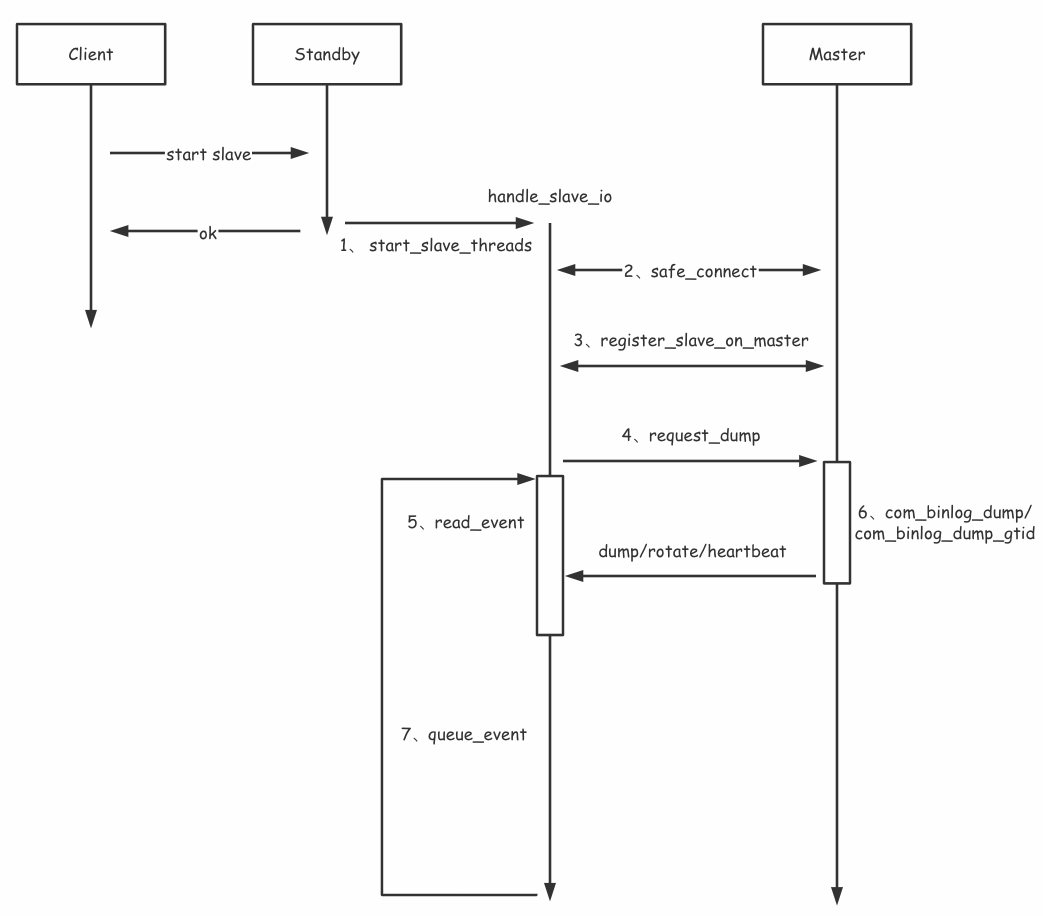 Client
Standby
Master
start slave
handle_slave_io
ok
1、 start_slave_threads
2、safe_connect
3、register_slave_on_master
4、request_dump
5、read_event
6、com_binlog_dump/
com_binlog_dump_gtid
dump/rotate/heartbeat
7、queue_event